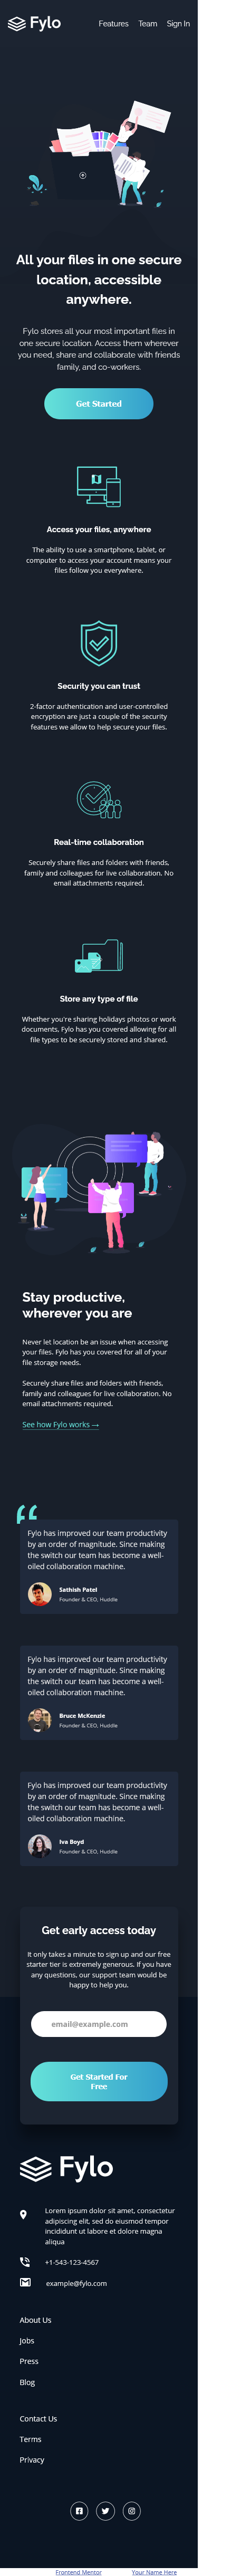 Fylo
Features Team Sign In
All your files in one secure
location, accessible
anywhere.
Fylo stores all your most important files in
one secure location. Access them wherever
you need, share and collaborate with friends
family, and co-workers.
Get Started
Access your files, anywhere
The ability to use a smartphone, tablet, or
computer to access your account means your
files follow you everywhere.
Security you can trust
2-factor authentication and user-controlled
encryption are just a couple of the security
features we allow to help secure your files.
Real-time collaboration
Securely share files and folders with friends,
family and colleagues for live collaboration. No
email attachments required.
Store any type of file
Whether you're sharing holidays photos or work
documents, Fylo has you covered allowing for all
file types to be securely stored and shared.
Stay productive,
wherever you are
Never let location be an issue when accessing
your files. Fylo has you covered for all of your
file storage needs.
Securely share files and folders with friends,
family and colleagues for live collaboration. No
email attachments required.
See how Fylo works →
Fylo has improved our team productivity
by an order of magnitude. Since making
the switch our team has become a well-
oiled collaboration machine.
Sathish Patel
Founder & CEO, Huddle
Fylo has improved our team productivity
by an order of magnitude. Since making
the switch our team has become a well-
oiled collaboration machine.
Bruce McKenzie
Founder & CEO, Huddle
Fylo has improved our team productivity
by an order of magnitude. Since making
the switch our team has become a well-
oiled collaboration machine.
Iva Boyd
Founder & CEO, Huddle
Get early access today
It only takes a minute to sign up and our free
starter tier is extremely generous. If you have
any questions, our support team would be
happy to help you.
email@example.com
Get Started For
Free
Fylo
Lorem ipsum dolor sit amet, consectetur
adipiscing elit, sed do eiusmod tempor
incididunt ut labore et dolore magna
aliqua
+1-543-123-4567
example@fylo.com
About Us
Jobs
Press
Blog
Contact Us
Terms
Privacy
Frontend Mentor Your Name Here